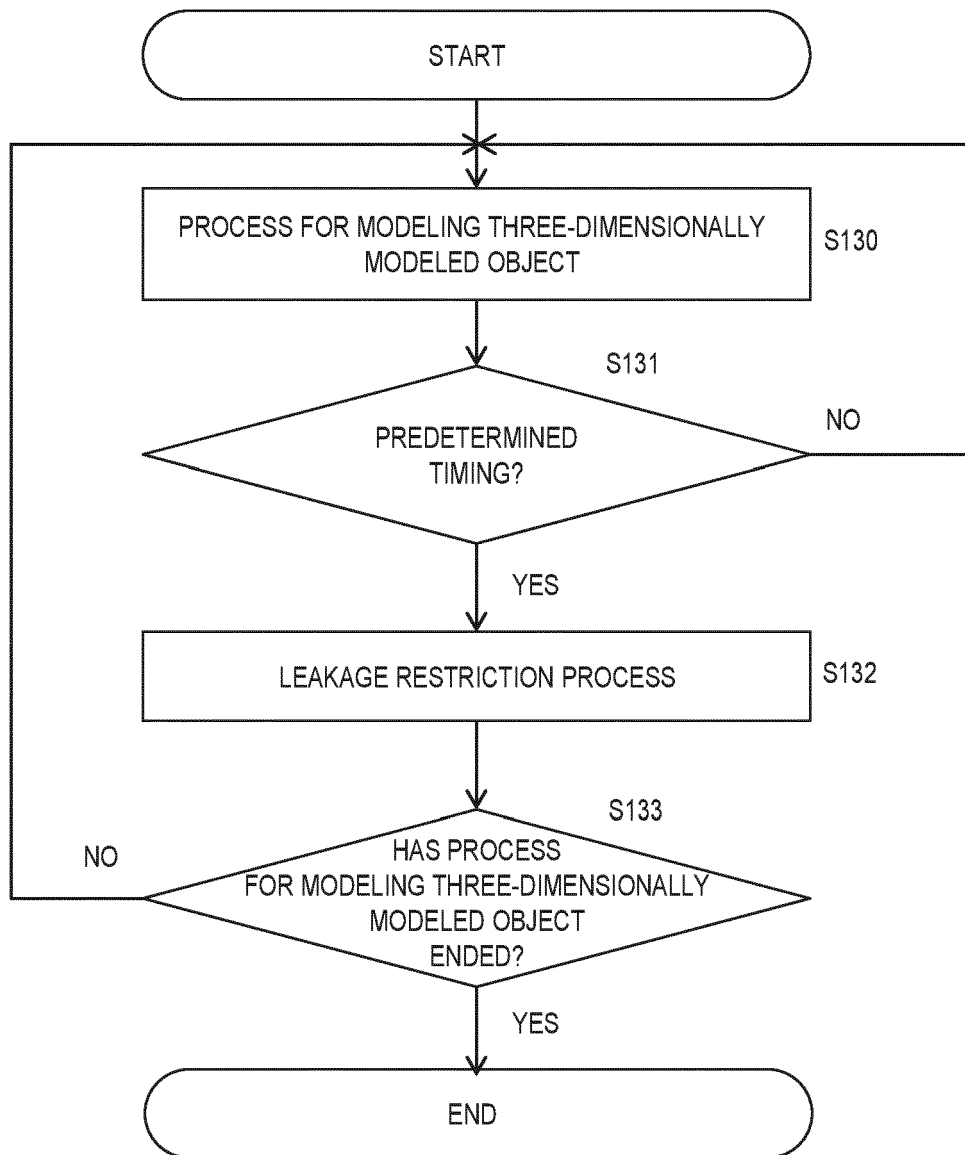 START
PROCESS FOR MODELING THREE-DIMENSIONALLY
MODELED OBJECT
S130
S131
PREDETERMINED
TIMING?
NO
YES
LEAKAGE RESTRICTION PROCESS
S132
S133
NO
HAS PROCESS
FOR MODELING THREE-DIMENSIONALLY
MODELED OBJECT
ENDED?
YES
END